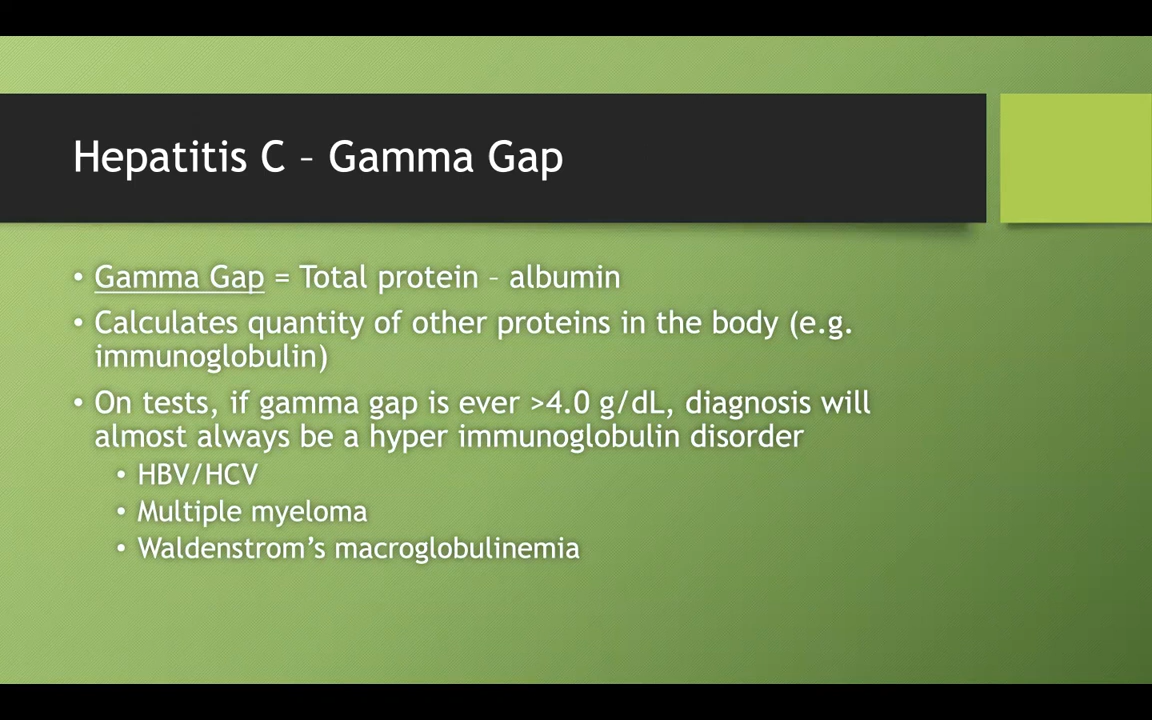 Hepatitis C – Gamma Gap
• Gamma Gap = Total protein – albumin
• Calculates quantity of other proteins in the body (e.g.
immunoglobulin)
• On tests, if gamma gap is ever >4.0 g/dL, diagnosis will
almost always be a hyper immunoglobulin disorder
• HBV/HCV
• Multiple myeloma
• Waldenstrom’s macroglobulinemia